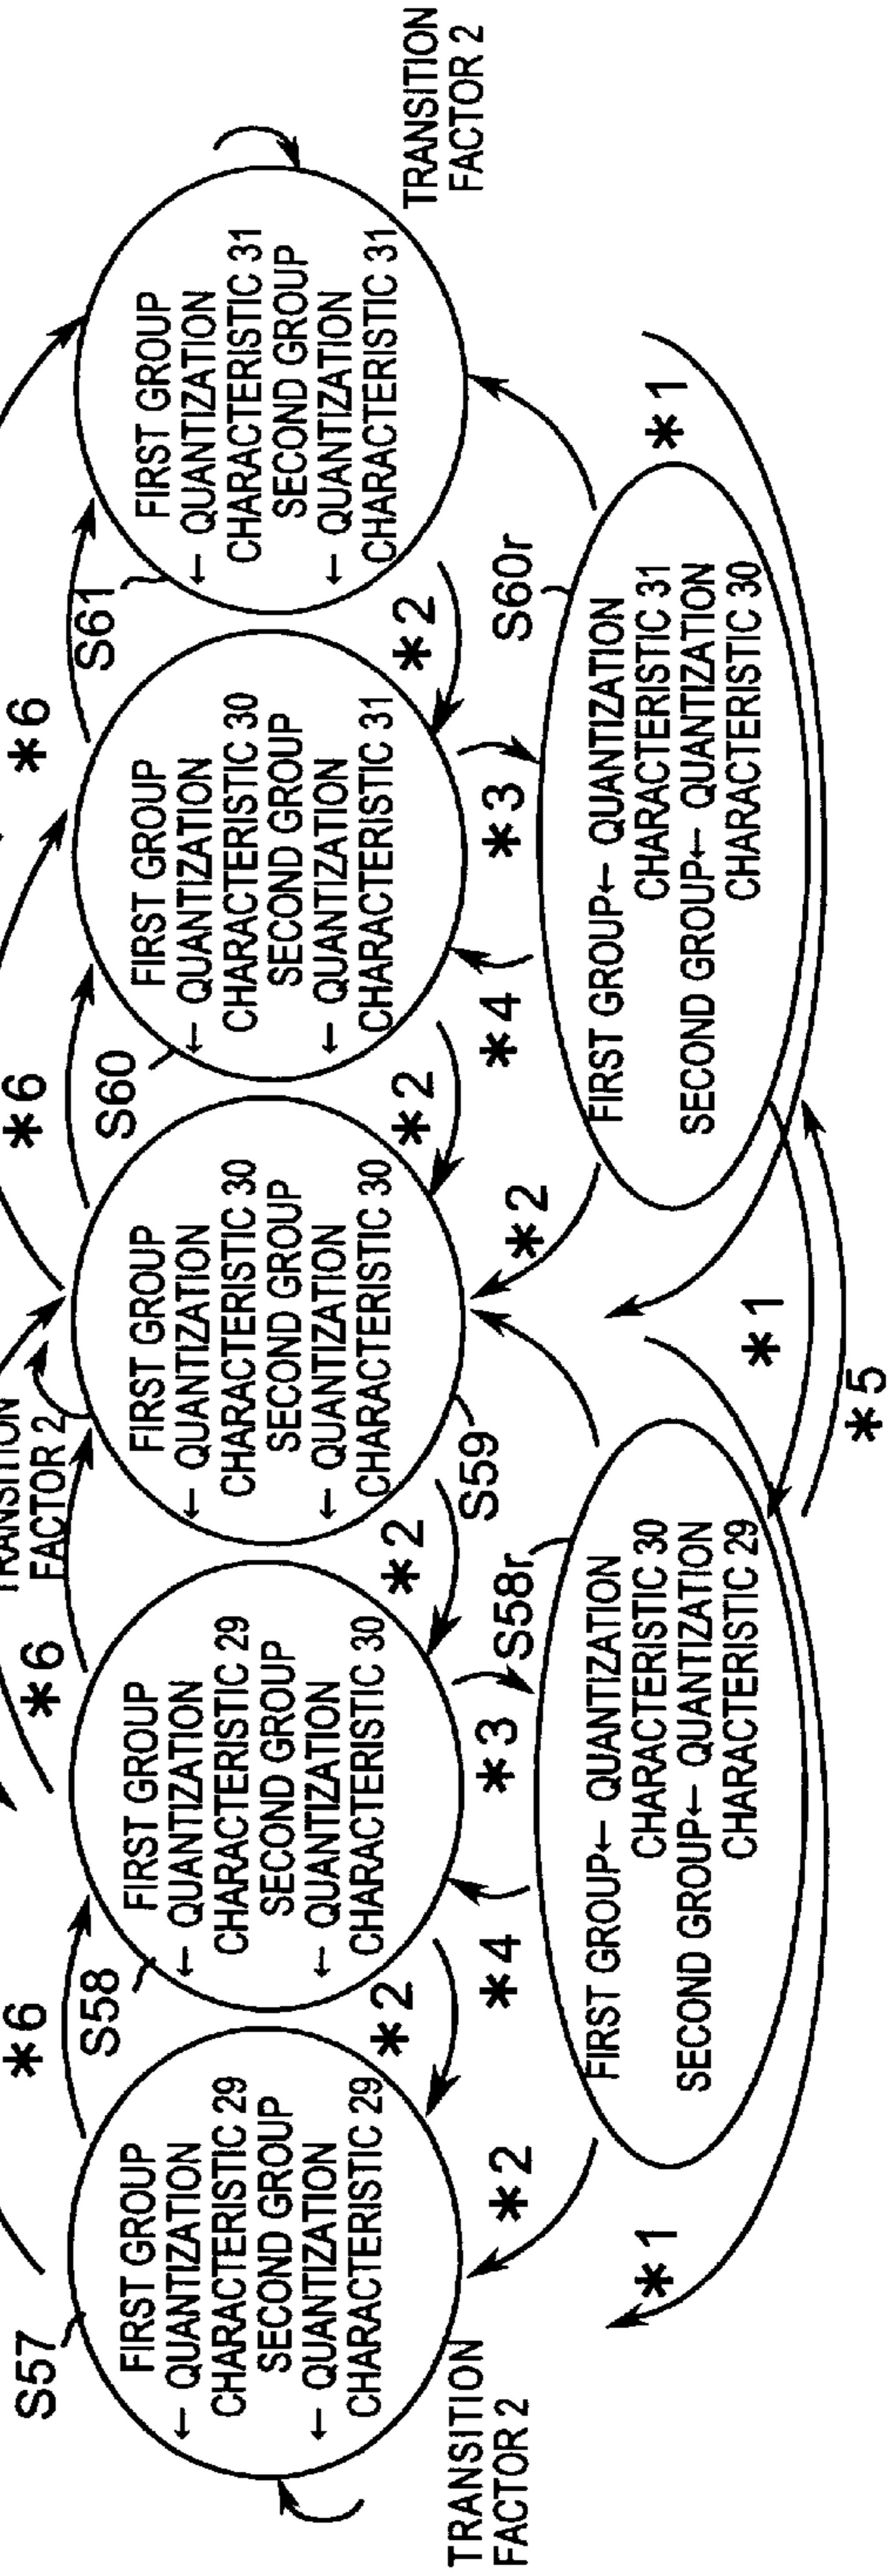 *6
*6
*6
*6
S57
S58
TRANSITION
FACTOR 2
S60
S61
FIRST GROUP
← QUANTIZATION
CHARACTERISTIC 29
SECOND GROUP
← QUANTIZATION
CHARACTERISTIC 29
FIRST GROUP
← QUANTIZATION
CHARACTERISTIC 29
SECOND GROUP
← QUANTIZATION
CHARACTERISTIC 30
FIRST GROUP
← QUANTIZATION
CHARACTERISTIC 30
SECOND GROUP
← QUANTIZATION
CHARACTERISTIC 30
FIRST GROUP
← QUANTIZATION
CHARACTERISTIC 30
SECOND GROUP
← QUANTIZATION
CHARACTERISTIC 31
FIRST GROUP
← QUANTIZATION
CHARACTERISTIC 31
SECOND GROUP
← QUANTIZATION
CHARACTERISTIC 31
TRANSITION
FACTOR 2
*2
*2
S59
*2
*2
TRANSITION
FACTOR 2
*2
*4
*3
S58r
*2
*4
*3
S60r
*1
FIRST GROUP← QUANTIZATION
CHARACTERISTIC 30
SECOND GROUP← QUANTIZATION
CHARACTERISTIC 29
FIRST GROUP← QUANTIZATION
CHARACTERISTIC 31
SECOND GROUP← QUANTIZATION
CHARACTERISTIC 30
*1
*1
*5